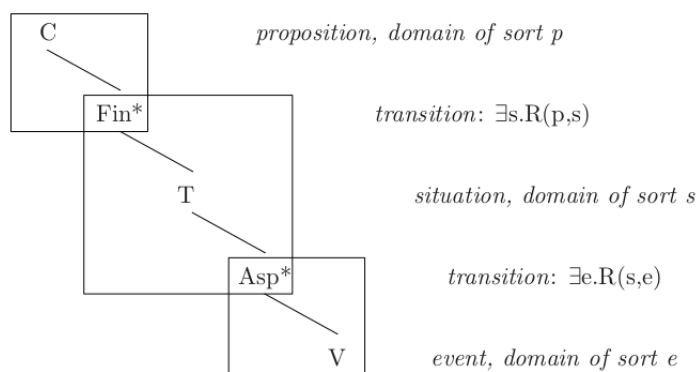 C proposition, domain of sort p
Fin* transition: ∃s.R(p,s)
T situation, domain of sort s
Asp* transition: ∃e.R(s,e)
V event, domain of sort e